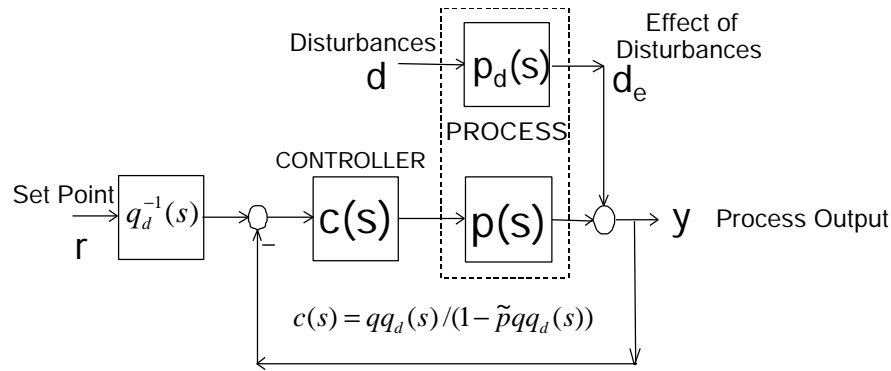 Effect of
Disturbances
Disturbances
d
p_d(s)
d_e
PROCESS
CONTROLLER
Set Point
r
q_d^{-1}(s)
c(s)
p(s)
y
Process Output
–
c(s) = qq_d(s)/(1− p̃qq_d(s))